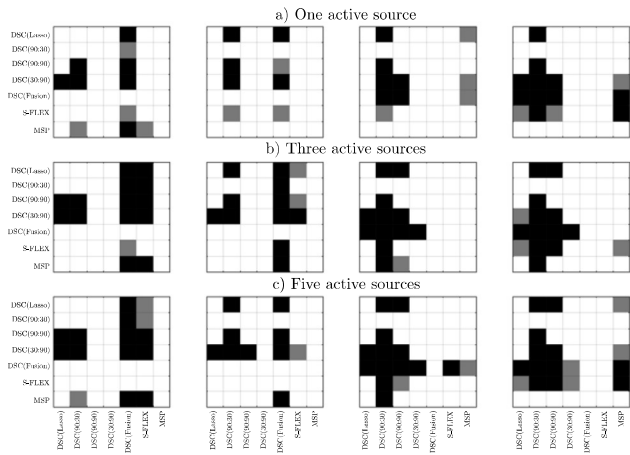 a) One active source
DSC(Lasso)
DSC(90:30)
DSC(90:90)
DSC(30:90)
DSC(Fusion)
S-FLEX
MSP
b) Three active sources
DSC(Lasso)
DSC(90:30)
DSC(90:90)
DSC(30:90)
DSC(Fusion)
S-FLEX
MSP
c) Five active sources
DSC(Lasso)
DSC(90:30)
DSC(90:90)
DSC(30:90)
DSC(Fusion)
S-FLEX
MSP
DSC(Lasso)
DSC(90:30)
DSC(90:90)
DSC(30:90)
DSC(Fusion)
S-FLEX
MSP
DSC(Lasso)
DSC(90:30)
DSC(90:90)
DSC(30:90)
DSC(Fusion)
S-FLEX
MSP
DSC(Lasso)
DSC(90:30)
DSC(90:90)
DSC(30:90)
DSC(Fusion)
S-FLEX
MSP
DSC(Lasso)
DSC(90:30)
DSC(90:90)
DSC(30:90)
DSC(Fusion)
S-FLEX
MSP